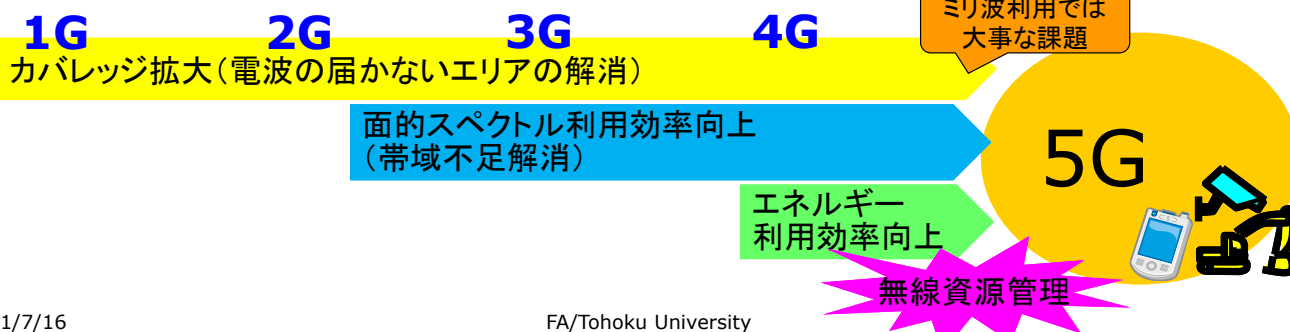 ミリ波利用では
大事な課題
1G 2G 3G 4G
カバレッジ拡大(電波の届かないエリアの解消)
面的スペクトル利用効率向上
(帯域不足解消)
5G
エネルギー
利用効率向上
無線資源管理
1/7/16 FA/Tohoku University